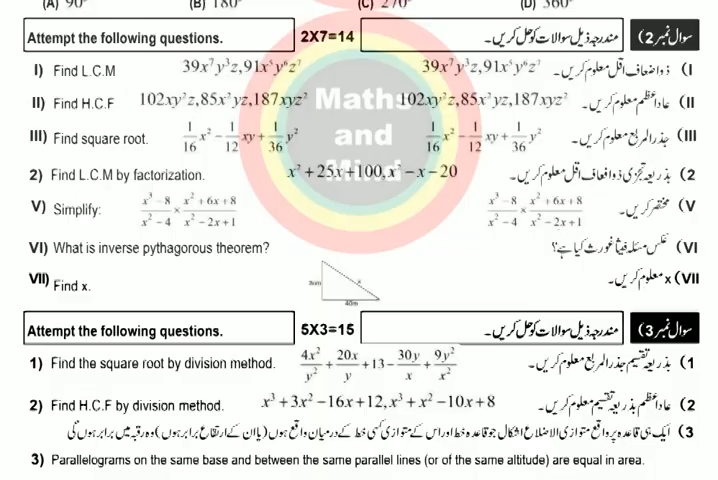 (A) 90° (B) 180° (C) 270° (D) 360°
Attempt the following questions. 2X7=14 مندرجہ ذیل سوالات کو حل کریں۔ سوال نمبر 2)
I) Find L.C.M 39x⁷y³z,91x⁵y⁶z⁷ 39x⁷y³z,91x⁵y⁶z⁷ ذواضعاف اقل معلوم کریں۔ (I
II) Find H.C.F 102xy²z,85x²yz,187xyz² 102xy²z,85x²yz,187xyz² عاداعظم معلوم کریں۔ (II
III) Find square root. 1/16 x² - 1/12 xy + 1/36 y² 1/16 x² - 1/12 xy + 1/36 y² جذرالمربع معلوم کریں۔ (III
2) Find L.C.M by factorization. x² +25x+100,x² -x-20 بذریعہ تجزی ذواضعاف اقل معلوم کریں۔ (2
V) Simplify: x³-8/x²-4 × x²+6x+8/x²-2x+1 x³-8/x²-4 × x²+6x+8/x²-2x+1 مختصر کریں۔ (V
VI) What is inverse pythagorous theorem? عکس مسئلہ فیثا غورث کیا ہے؟ (VI
VII) Find x. x معلوم کریں۔ (VII
x
40m
Maths
and
Mind
Attempt the following questions. 5X3=15 مندرجہ ذیل سوالات کو حل کریں۔ سوال نمبر 3)
1) Find the square root by division method. 4x²/y² + 20x/y +13- 30y/x + 9y²/x² بذریعہ تقسیم جذرالمربع معلوم کریں۔ (1
2) Find H.C.F by division method. x³ +3x² -16x+12,x³ + x² -10x+8 عاداعظم بذریعہ تقسیم معلوم کریں۔ (2
3) ایک ہی قاعدہ پر واقع متوازی الاضلاع اشکال جو قاعدہ خط اور اس کے متوازی کسی خط کے درمیان واقع ہوں (یا ان کے ارتفاع برابر ہوں) وہ رقبہ میں برابر ہوں گی
3) Parallelograms on the same base and between the same parallel lines (or of the same altitude) are equal in area.